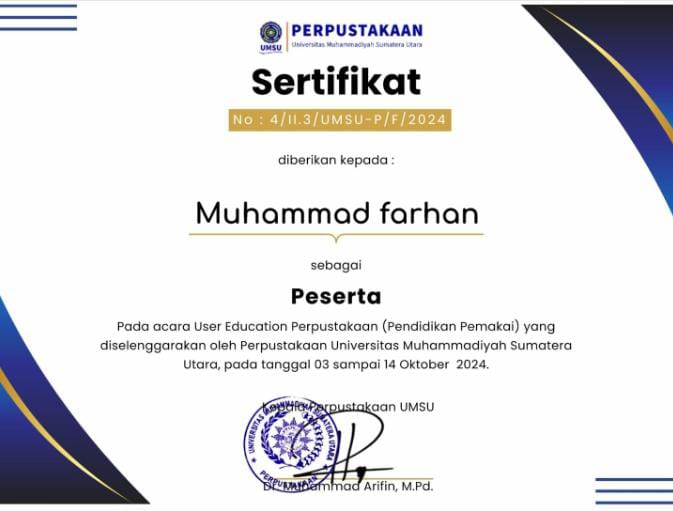 UMSU
PERPUSTAKAAN
Universitas Muhammadiyah Sumatera Utara
Sertifikat
No : 4/II.3/UMSU-P/F/2024
diberikan kepada :
Muhammad farhan
sebagai
Peserta
Pada acara User Education Perpustakaan (Pendidikan Pemakai) yang
diselenggarakan oleh Perpustakaan Universitas Muhammadiyah Sumatera
Utara, pada tanggal 03 sampai 14 Oktober 2024.
Kepala Perpustakaan UMSU
UNIVERSITAS MUHAMMADIYAH SUMATERA UTARA
PERPUSTAKAAN
Dr. Muhammad Arifin, M.Pd.